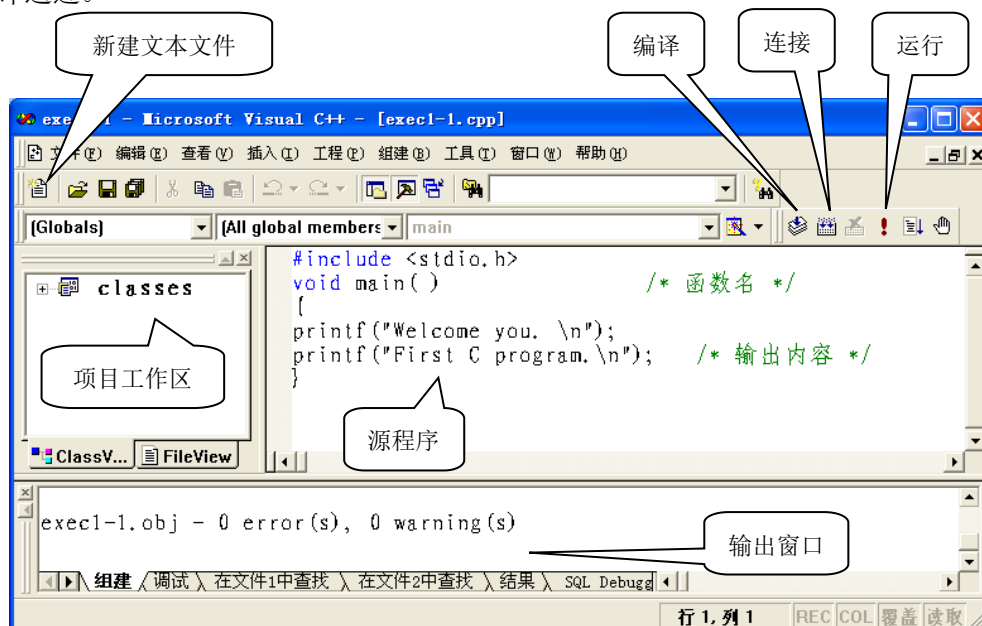 新建文本文件
编译
连接
运行
- Microsoft Visual C++ - [exec1-1.cpp]
文件(F) 编辑(E) 查看(V) 插入(I) 工程(P) 组建(B) 工具(T) 窗口(W) 帮助(H)
(Globals) (All global members main
classes
#include <stdio.h>
void main( ) /* 函数名 */
{
printf("Welcome you. \n");
printf("First C program.\n"); /* 输出内容 */
}
项目工作区
源程序
ClassV... FileView
exec1-1.obj - 0 error(s), 0 warning(s)
输出窗口
组建 调试 在文件1中查找 在文件2中查找 结果 SQL Debugg
行 1, 列 1 REC COL 覆盖 读取